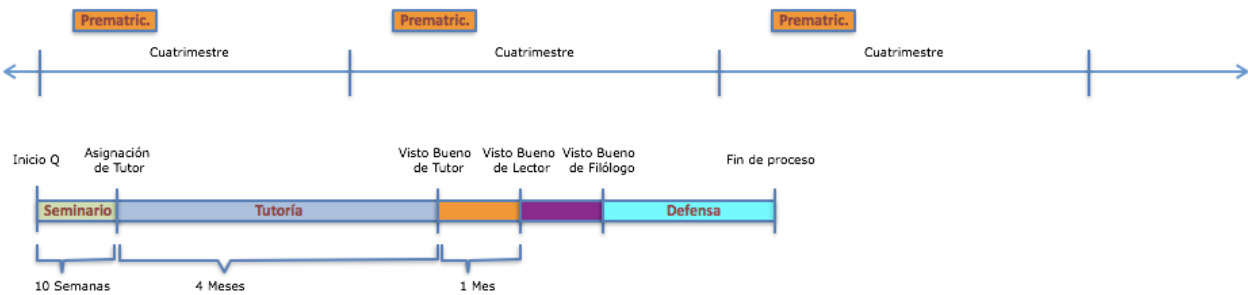 Prematric.
Prematric.
Prematric.
Cuatrimestre
Cuatrimestre
Cuatrimestre
Inicio Q
Asignación
de Tutor
Visto Bueno
de Tutor
Visto Bueno
de Lector
Visto Bueno
de Filólogo
Fin de proceso
Seminario
Tutoría
Defensa
10 Semanas
4 Meses
1 Mes